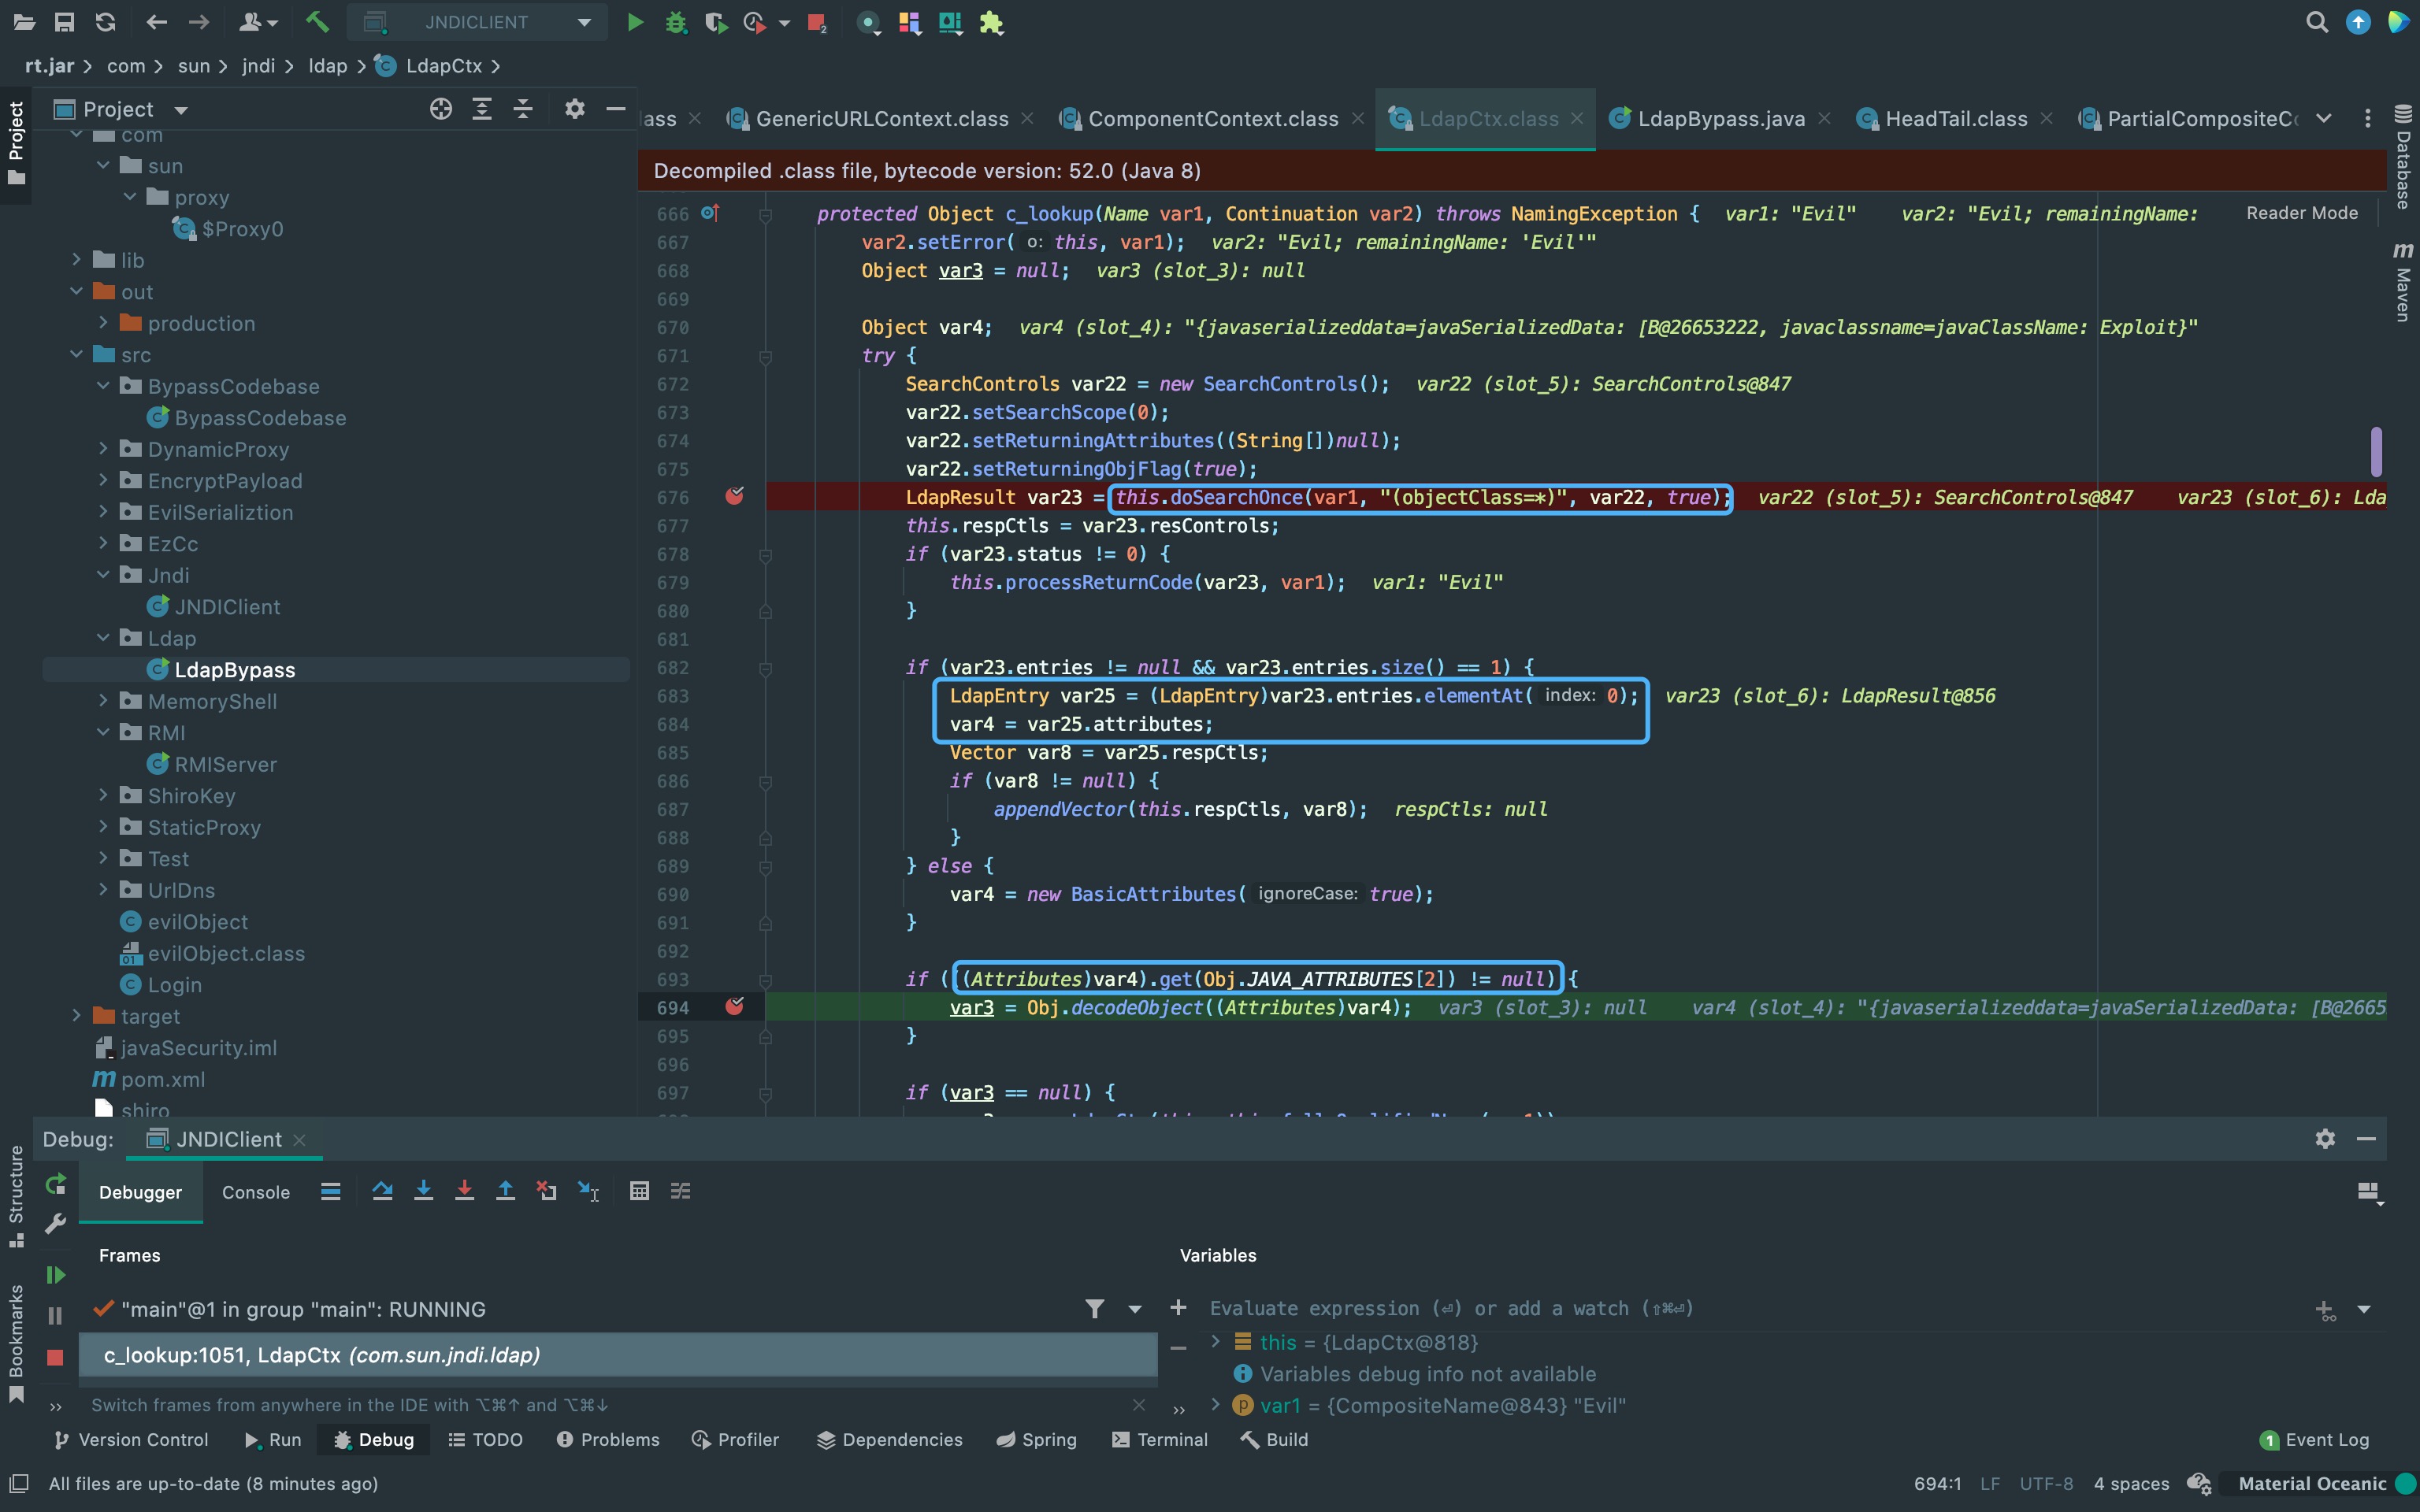 JNDICLIENT
rt.jar > com > sun > jndi > ldap > LdapCtx >
Project
Project
lass
GenericURLContext.class
ComponentContext.class
LdapCtx.class
LdapBypass.java
HeadTail.class
PartialCompositeC
Database
Maven
com
sun
proxy
$Proxy0
lib
out
production
src
BypassCodebase
BypassCodebase
DynamicProxy
EncryptPayload
EvilSerializtion
EzCc
Jndi
JNDIClient
Ldap
LdapBypass
MemoryShell
RMI
RMIServer
ShiroKey
StaticProxy
Test
UrlDns
evilObject
evilObject.class
Login
target
javaSecurity.iml
pom.xml
shiro
Decompiled .class file, bytecode version: 52.0 (Java 8)
Reader Mode
666 protected Object c_lookup(Name var1, Continuation var2) throws NamingException { var1: "Evil" var2: "Evil; remainingName:
667 var2.setError( o: this, var1); var2: "Evil; remainingName: 'Evil'"
668 Object var3 = null; var3 (slot_3): null
669
670 Object var4; var4 (slot_4): "{javaserializeddata=javaSerializedData: [B@26653222, javaclassname=javaClassName: Exploit}"
671 try {
672 SearchControls var22 = new SearchControls(); var22 (slot_5): SearchControls@847
673 var22.setSearchScope(0);
674 var22.setReturningAttributes((String[])null);
675 var22.setReturningObjFlag(true);
676 LdapResult var23 = this.doSearchOnce(var1, "(objectClass=*)", var22, true); var22 (slot_5): SearchControls@847 var23 (slot_6): Lda
677 this.respCtls = var23.resControls;
678 if (var23.status != 0) {
679 this.processReturnCode(var23, var1); var1: "Evil"
680 }
681
682 if (var23.entries != null && var23.entries.size() == 1) {
683 LdapEntry var25 = (LdapEntry)var23.entries.elementAt( index: 0); var23 (slot_6): LdapResult@856
684 var4 = var25.attributes;
685 Vector var8 = var25.respCtls;
686 if (var8 != null) {
687 appendVector(this.respCtls, var8); respCtls: null
688 }
689 } else {
690 var4 = new BasicAttributes( ignoreCase: true);
691 }
692
693 if (((Attributes)var4).get(Obj.JAVA_ATTRIBUTES[2]) != null) {
694 var3 = Obj.decodeObject((Attributes)var4); var3 (slot_3): null var4 (slot_4): "{javaserializeddata=javaSerializedData: [B@2665
695 }
696
697 if (var3 == null) {
Debug:
JNDIClient
Structure
Bookmarks
Debugger
Console
Frames
Variables
"main"@1 in group "main": RUNNING
Evaluate expression (⏎) or add a watch (⇧⌘⏎)
c_lookup:1051, LdapCtx (com.sun.jndi.ldap)
this = {LdapCtx@818}
Variables debug info not available
var1 = {CompositeName@843} "Evil"
Switch frames from anywhere in the IDE with ⌥⌘↑ and ⌥⌘↓
Version Control
Run
Debug
TODO
Problems
Profiler
Dependencies
Spring
Terminal
Build
1 Event Log
All files are up-to-date (8 minutes ago)
694:1 LF UTF-8 4 spaces
Material Oceanic